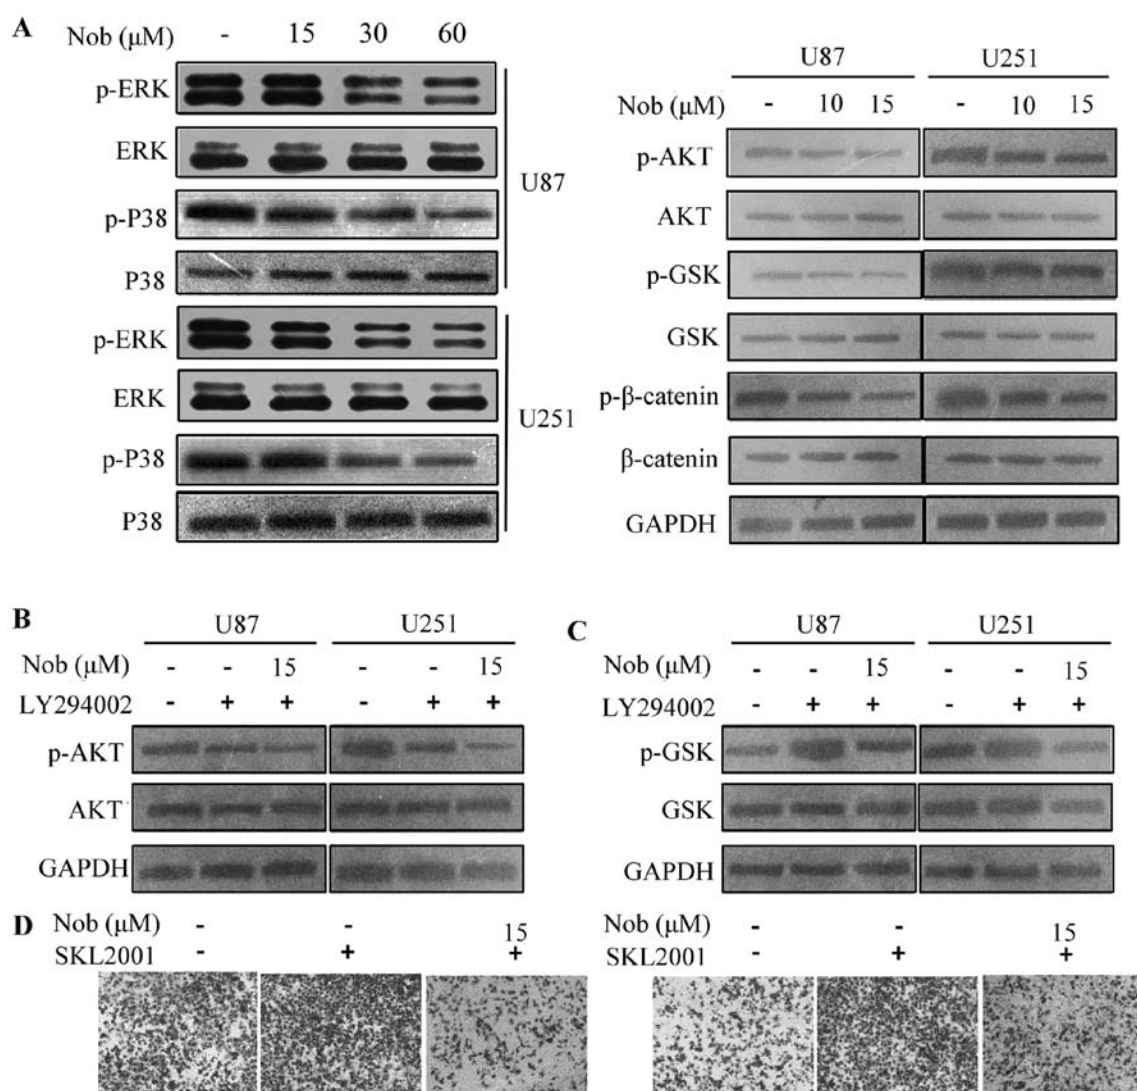 A
Nob (μM) - 15 30 60
p-ERK
ERK
p-P38
P38
U87
p-ERK
ERK
p-P38
P38
U251
U87 U251
Nob (μM) - 10 15 - 10 15
p-AKT
AKT
p-GSK
GSK
p-β-catenin
β-catenin
GAPDH
B
U87 U251
Nob (μM) - - 15 - - 15
LY294002 - + + - + +
p-AKT
AKT
GAPDH
C
U87 U251
Nob (μM) - - 15 - - 15
LY294002 - + + - + +
p-GSK
GSK
GAPDH
D
Nob (μM) - - 15
SKL2001 - + +
Nob (μM) - - 15
SKL2001 - + +